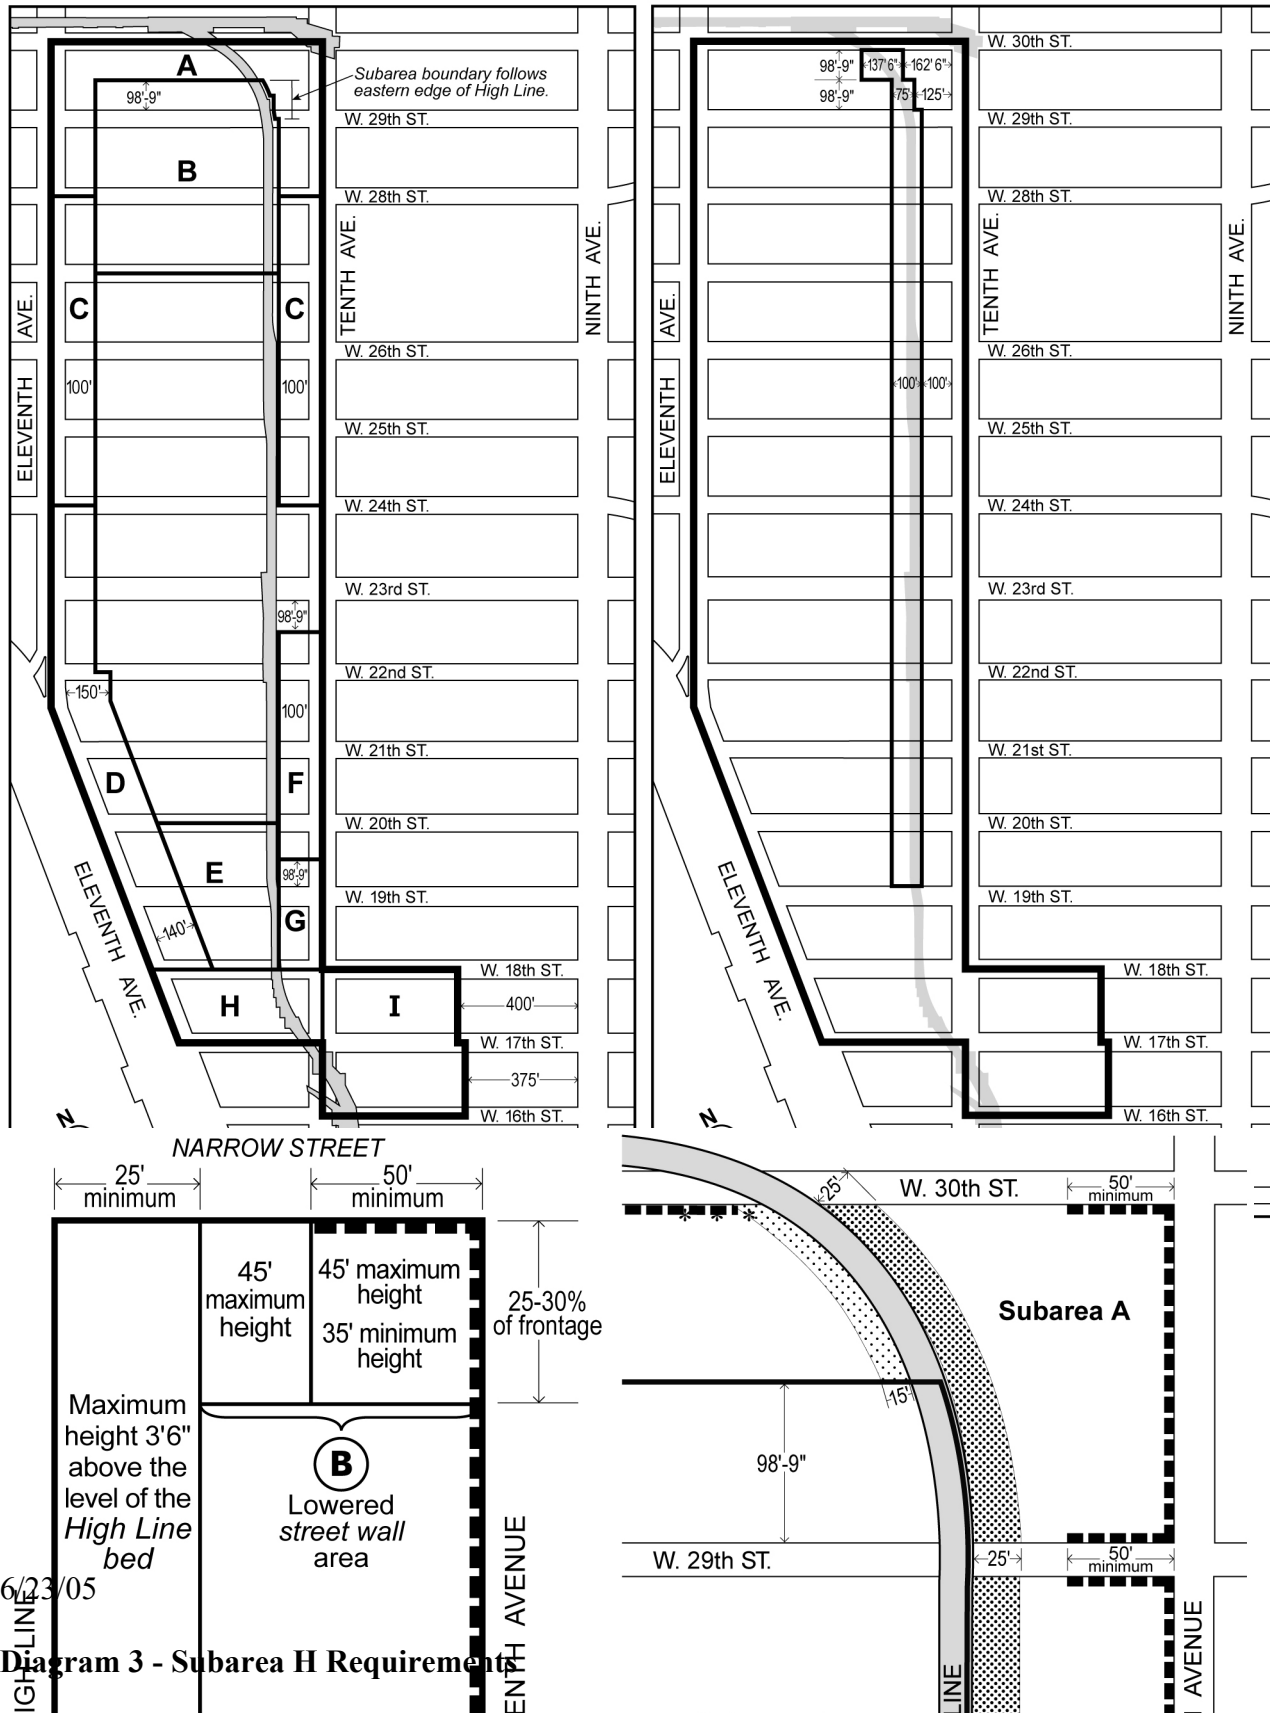 A
98'-9"
Subarea boundary follows
eastern edge of High Line.
W. 29th ST.
B
W. 28th ST.
TENTH AVE.
NINTH AVE.
ELEVENTH AVE.
C
C
W. 26th ST.
100'
100'
W. 25th ST.
W. 24th ST.
W. 23rd ST.
98'-9"
W. 22nd ST.
150'
100'
W. 21th ST.
D
F
W. 20th ST.
E
98'-9"
W. 19th ST.
ELEVENTH AVE.
G
140'
W. 18th ST.
H
I
400'
W. 17th ST.
375'
W. 16th ST.
N
W. 30th ST.
98'-9"
137' 6"
162' 6"
98'-9"
75'
125'
W. 29th ST.
W. 28th ST.
TENTH AVE.
NINTH AVE.
ELEVENTH AVE.
W. 26th ST.
100'
100'
W. 25th ST.
W. 24th ST.
W. 23rd ST.
W. 22nd ST.
W. 21st ST.
W. 20th ST.
W. 19th ST.
ELEVENTH AVE.
W. 18th ST.
W. 17th ST.
W. 16th ST.
N
NARROW STREET
25'
minimum
50'
minimum
45'
maximum
height
45' maximum
height
35' minimum
height
25-30%
of frontage
Maximum
height 3'6"
above the
level of the
High Line
bed
B
Lowered
street wall
area
IGH LINE
ENTH AVENUE
6/23/05
Diagram 3 - Subarea H Requirements
25'
W. 30th ST.
50'
minimum
* * *
Subarea A
15'
98'-9"
W. 29th ST.
25'
50'
minimum
LINE
AVENUE